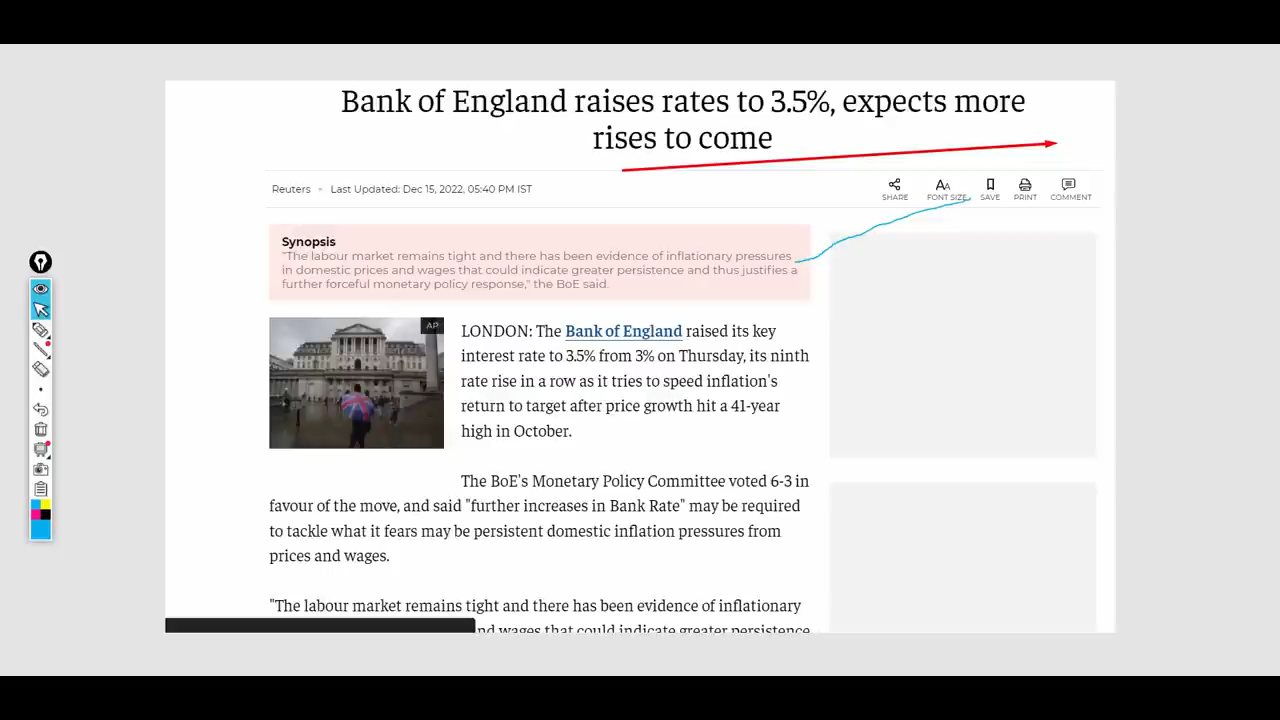 Bank of England raises rates to 3.5%, expects more
rises to come
Reuters • Last Updated: Dec 15, 2022, 05:40 PM IST
SHARE
FONT SIZE
SAVE
PRINT
COMMENT
Synopsis
"The labour market remains tight and there has been evidence of inflationary pressures
in domestic prices and wages that could indicate greater persistence and thus justifies a
further forceful monetary policy response," the BoE said.
AP
LONDON: The Bank of England raised its key
interest rate to 3.5% from 3% on Thursday, its ninth
rate rise in a row as it tries to speed inflation's
return to target after price growth hit a 41-year
high in October.
The BoE's Monetary Policy Committee voted 6-3 in
favour of the move, and said "further increases in Bank Rate" may be required
to tackle what it fears may be persistent domestic inflation pressures from
prices and wages.
"The labour market remains tight and there has been evidence of inflationary
nd wages that could indicate greater persistence